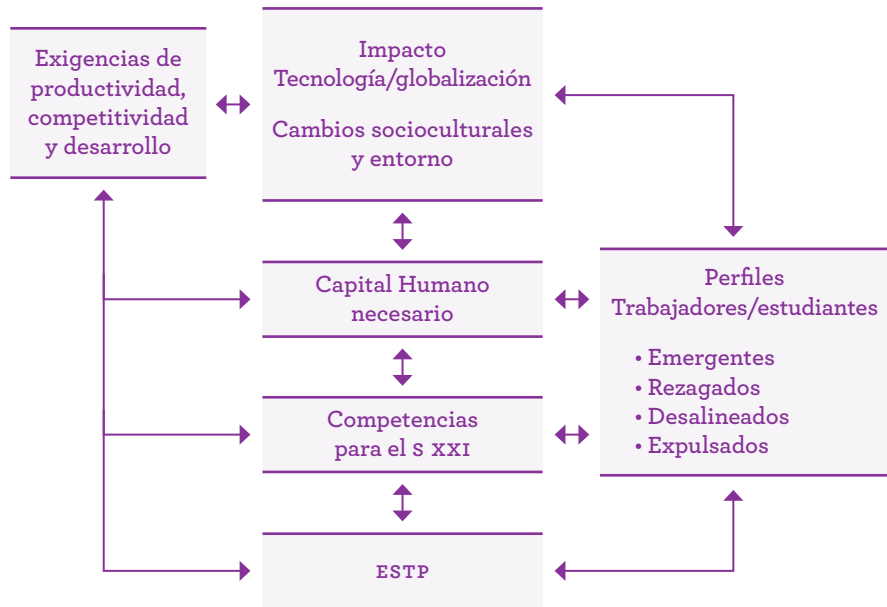 Exigencias de
productividad,
competitividad
y desarrollo
Impacto
Tecnología/globalización
Cambios socioculturales
y entorno
Capital Humano
necesario
Perfiles
Trabajadores/estudiantes
• Emergentes
• Rezagados
• Desalineados
• Expulsados
Competencias
para el S XXI
ESTP